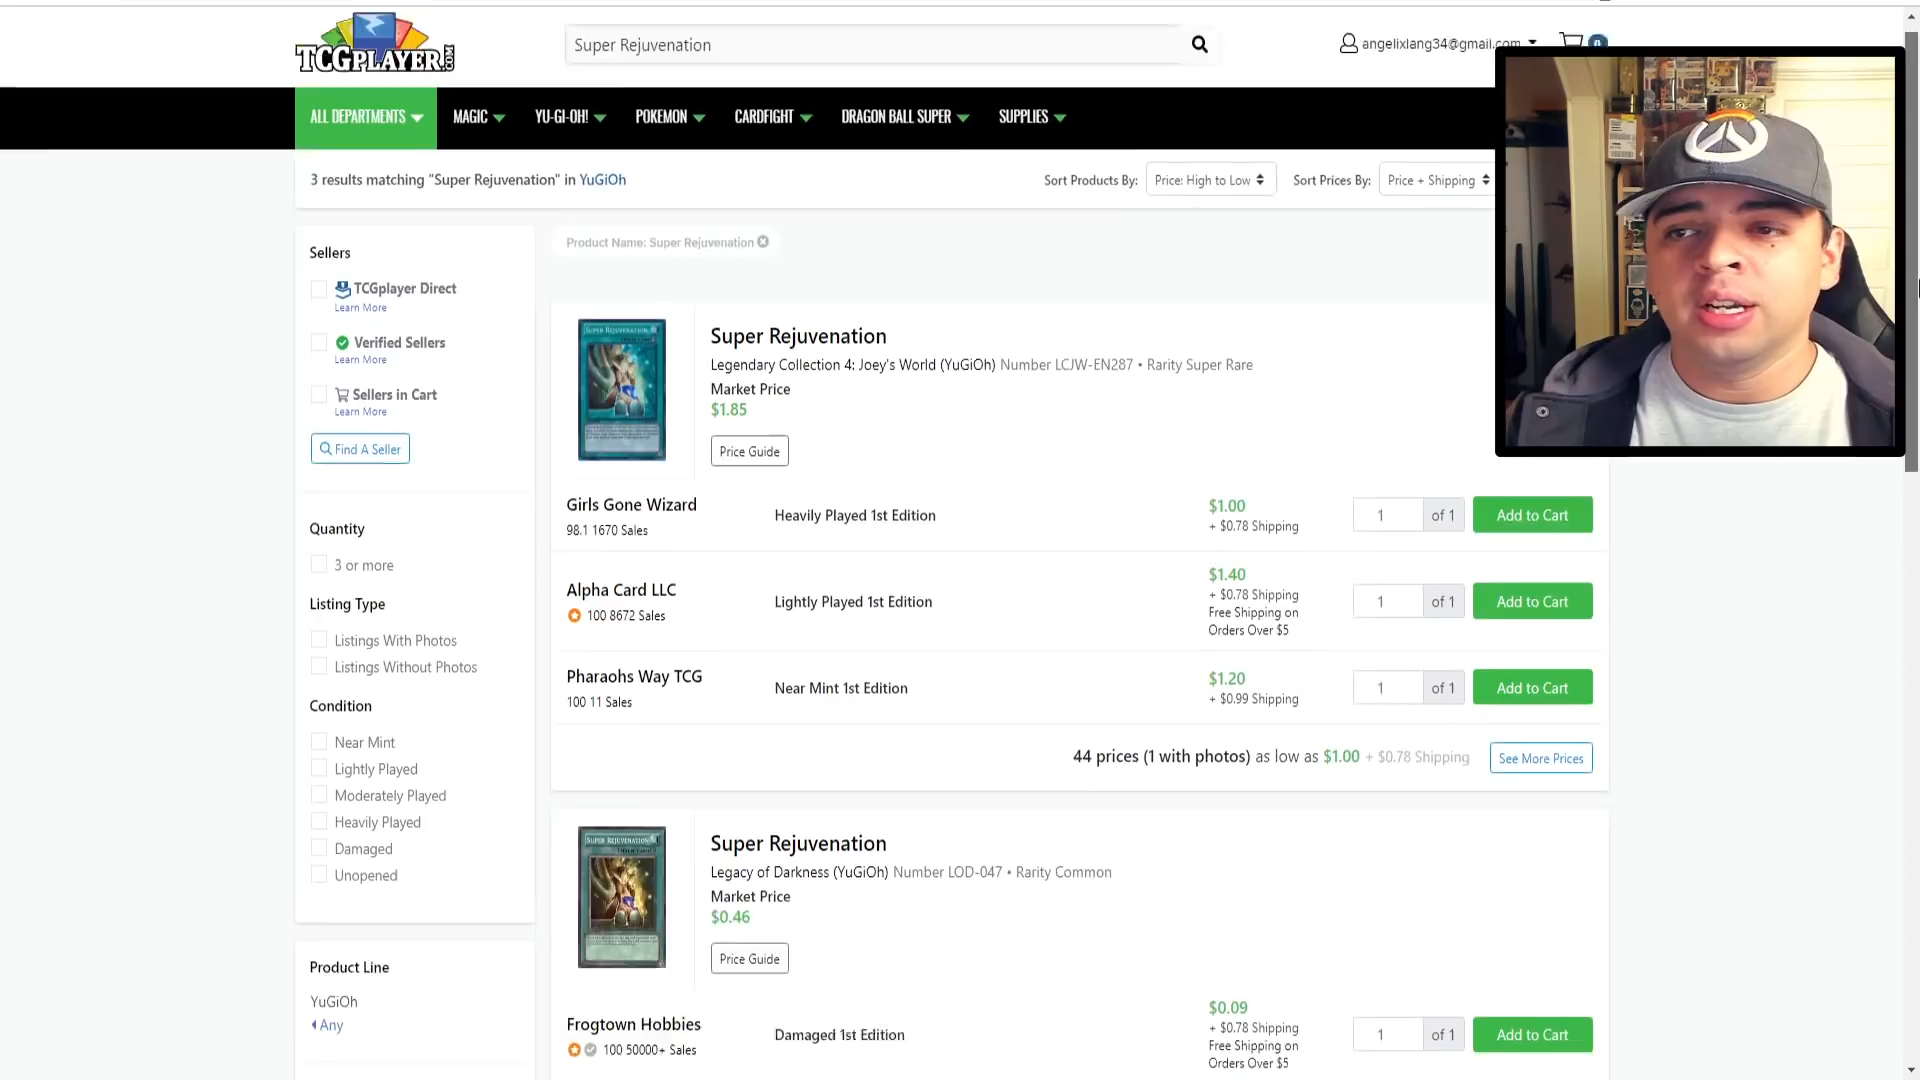 TCGPLAYER.COM
Super Rejuvenation
angelixlang34@gmail.com
0
ALL DEPARTMENTS
MAGIC
YU-GI-OH!
POKEMON
CARDFIGHT
DRAGON BALL SUPER
SUPPLIES
3 results matching "Super Rejuvenation" in YuGiOh
Sort Products By:
Price: High to Low
Sort Prices By:
Price + Shipping
Product Name: Super Rejuvenation
Sellers
TCGplayer Direct
Learn More
Verified Sellers
Learn More
Sellers in Cart
Learn More
Find A Seller
Quantity
3 or more
Listing Type
Listings With Photos
Listings Without Photos
Condition
Near Mint
Lightly Played
Moderately Played
Heavily Played
Damaged
Unopened
Product Line
YuGiOh
Any
SUPER REJUVENATION
Super Rejuvenation
Legendary Collection 4: Joey's World (YuGiOh) Number LCJW-EN287 • Rarity Super Rare
Market Price
$1.85
Price Guide
Girls Gone Wizard
98.1 1670 Sales
Heavily Played 1st Edition
$1.00
+ $0.78 Shipping
1
of 1
Add to Cart
Alpha Card LLC
100 8672 Sales
Lightly Played 1st Edition
$1.40
+ $0.78 Shipping
Free Shipping on
Orders Over $5
1
of 1
Add to Cart
Pharaohs Way TCG
100 11 Sales
Near Mint 1st Edition
$1.20
+ $0.99 Shipping
1
of 1
Add to Cart
44 prices (1 with photos) as low as $1.00 + $0.78 Shipping
See More Prices
SUPER REJUVENATION
Super Rejuvenation
Legacy of Darkness (YuGiOh) Number LOD-047 • Rarity Common
Market Price
$0.46
Price Guide
Frogtown Hobbies
100 50000+ Sales
Damaged 1st Edition
$0.09
+ $0.78 Shipping
Free Shipping on
Orders Over $5
1
of 1
Add to Cart